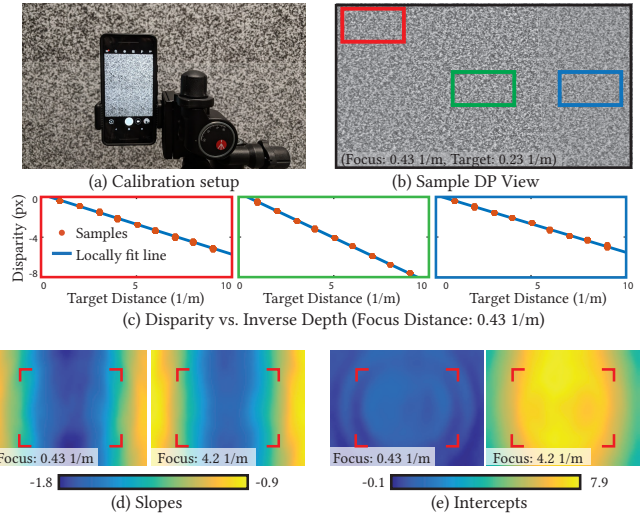 (Focus: 0.43 1/m, Target: 0.23 1/m)
(a) Calibration setup
(b) Sample DP View
Disparity (px)
0
-4
-8
Samples
Locally fit line
0 5 10
0 5 10
0 5 10
Target Distance (1/m)
Target Distance (1/m)
Target Distance (1/m)
(c) Disparity vs. Inverse Depth (Focus Distance: 0.43 1/m)
Focus: 0.43 1/m
Focus: 4.2 1/m
Focus: 0.43 1/m
Focus: 4.2 1/m
-1.8
-0.9
-0.1
7.9
(d) Slopes
(e) Intercepts